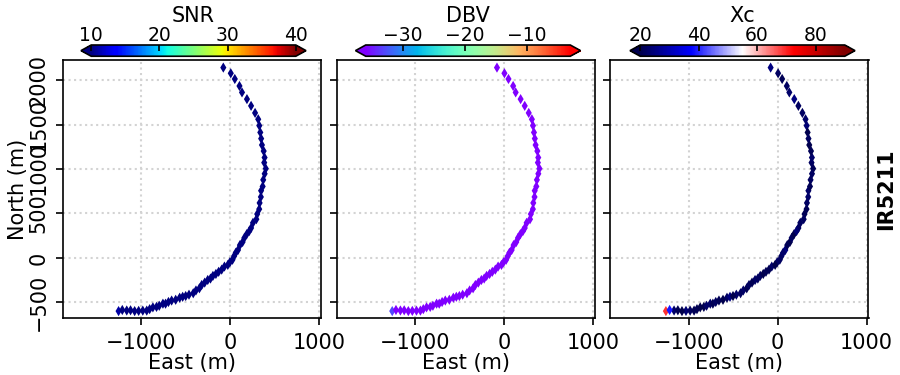 SNR DBV Xc
10 20 30 40 −30 −20 −10 20 40 60 80
North (m)
2000
1500
1000
500
0
−500
−1000 0 1000 −1000 0 1000 −1000 0 1000
East (m) East (m) East (m)
IR5211